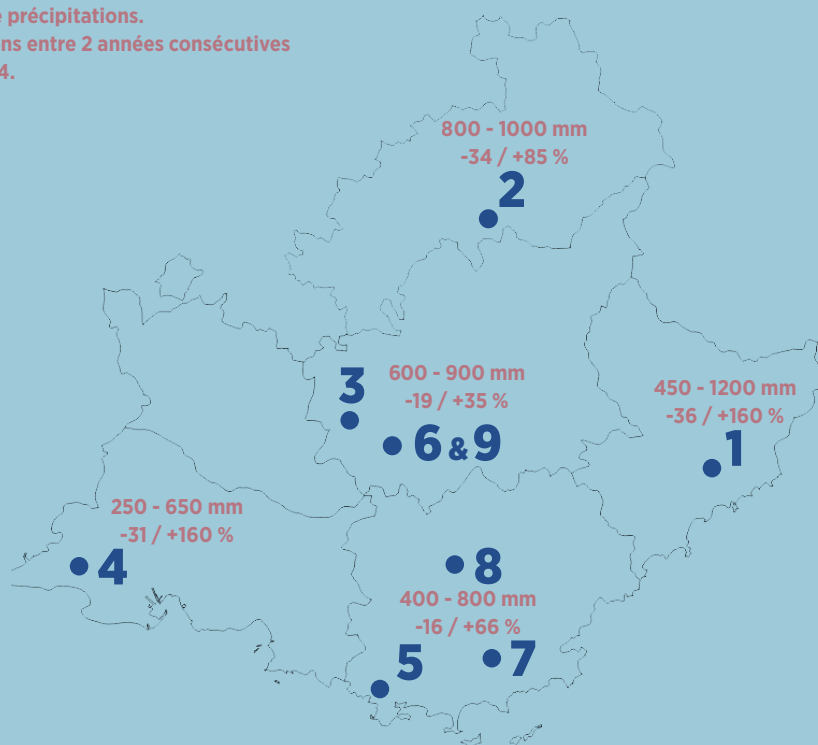 précipitations.
ns entre 2 années consécutives
4.
800 - 1000 mm
-34 / +85 %
2
3
600 - 900 mm
-19 / +35 %
6 & 9
450 - 1200 mm
-36 / +160 %
1
250 - 650 mm
-31 / +160 %
4
8
400 - 800 mm
-16 / +66 %
5
7